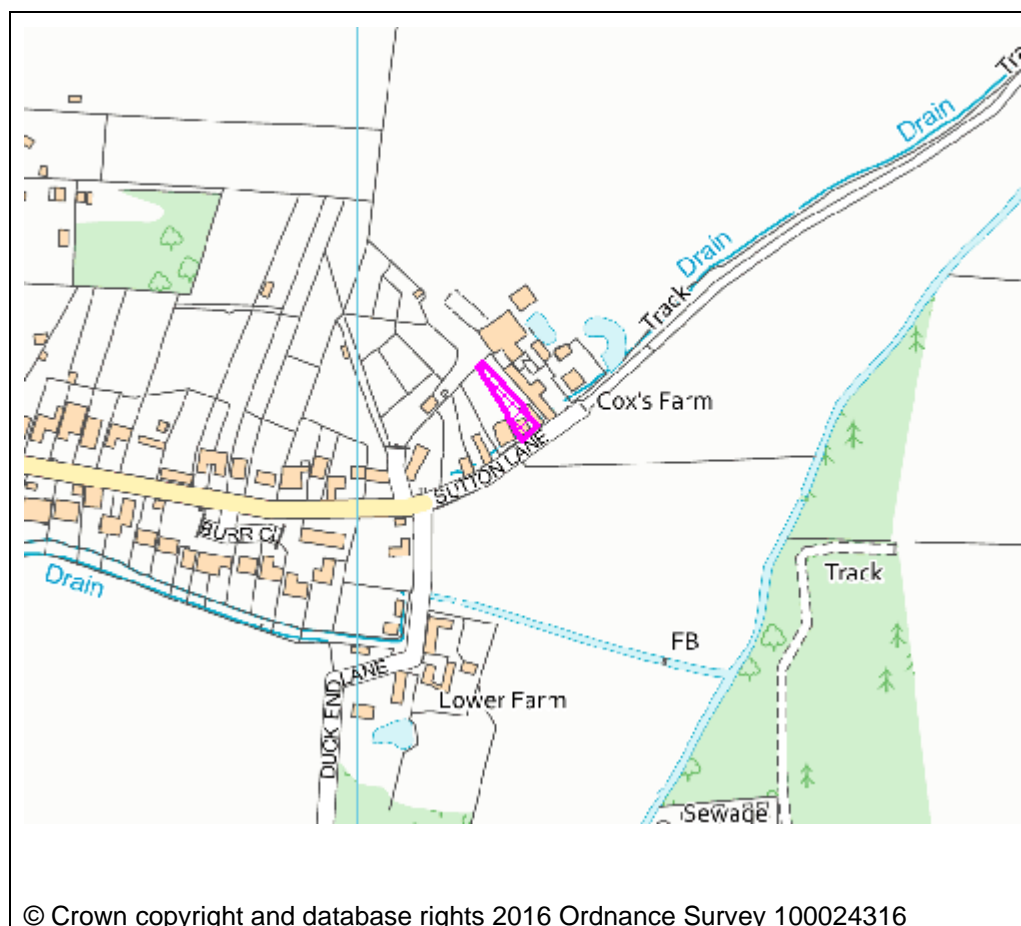 Tra
Drain
Drain
Track
Cox's Farm
SUTTON LANE
BURR Cl
Drain
Track
FB
DUCK END LANE
Lower Farm
Sewage
© Crown copyright and database rights 2016 Ordnance Survey 100024316